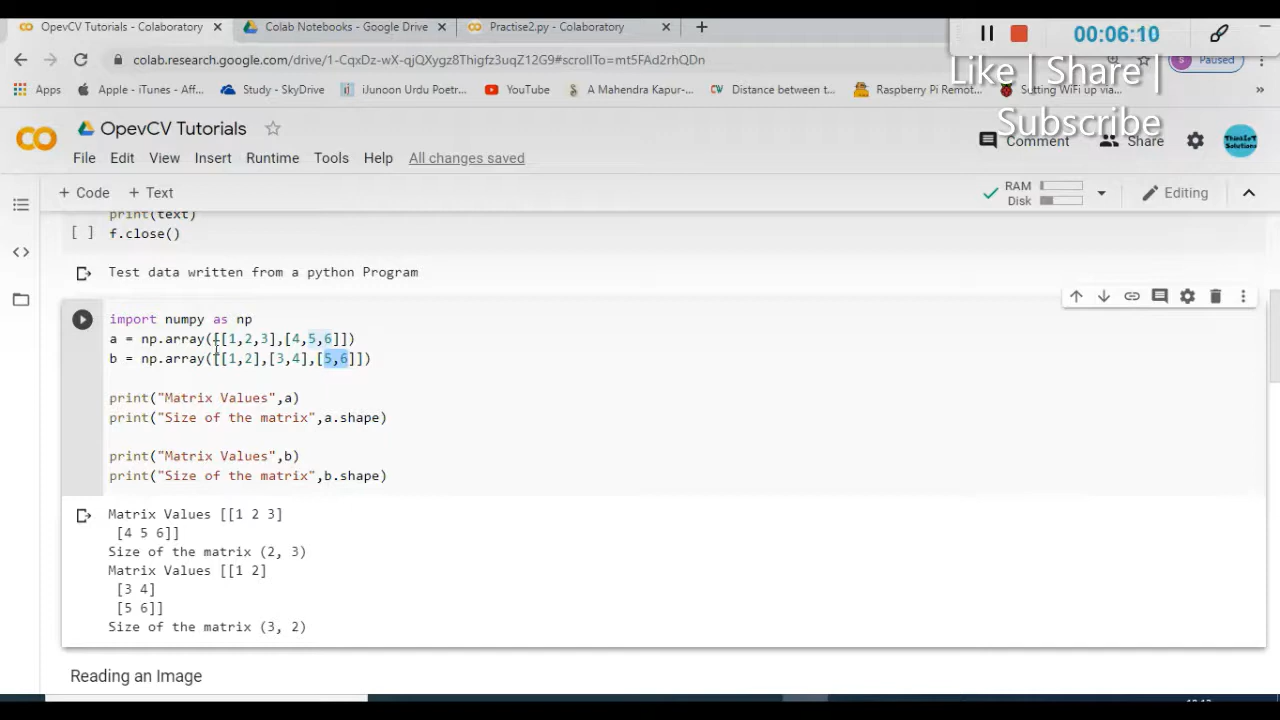 OpevCV Tutorials - Colaboratory
Colab Notebooks - Google Drive
Practise2.py - Colaboratory
00:06:10
colab.research.google.com/drive/1-CqxDz-wX-qjQXygz8Thigfz3uqZ12G9#scrollTo=mt5FAd2rhQDn
S
Paused
Like | Share |
Subscribe
Apps
Apple - iTunes - Aff...
Study - SkyDrive
iJunoon Urdu Poetr...
YouTube
A Mahendra Kapur-...
Distance between t...
Raspberry Pi Remot...
Setting WiFi up via...
OpevCV Tutorials
Comment
Share
ThinkIoT
Solutions
File Edit View Insert Runtime Tools Help All changes saved
+ Code + Text
RAM
Disk
Editing
print(text)
[ ] f.close()
Test data written from a python Program
import numpy as np
a = np.array([[1,2,3],[4,5,6]])
b = np.array([[1,2],[3,4],[5,6]])
print("Matrix Values",a)
print("Size of the matrix",a.shape)
print("Matrix Values",b)
print("Size of the matrix",b.shape)
Matrix Values [[1 2 3]
[4 5 6]]
Size of the matrix (2, 3)
Matrix Values [[1 2]
[3 4]
[5 6]]
Size of the matrix (3, 2)
Reading an Image